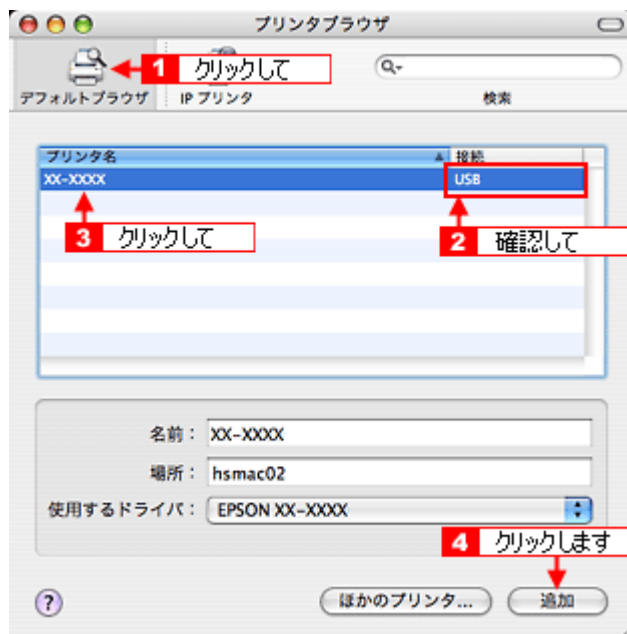 プリンタブラウザ
1 クリックして
デフォルトブラウザ IP プリンタ 検索
プリンタ名 接続
XX-XXXX USB
3 クリックして 2 確認して
名前： XX-XXXX
場所： hsmac02
使用するドライバ： EPSON XX-XXXX
4 クリックします
? ほかのプリンタ... 追加